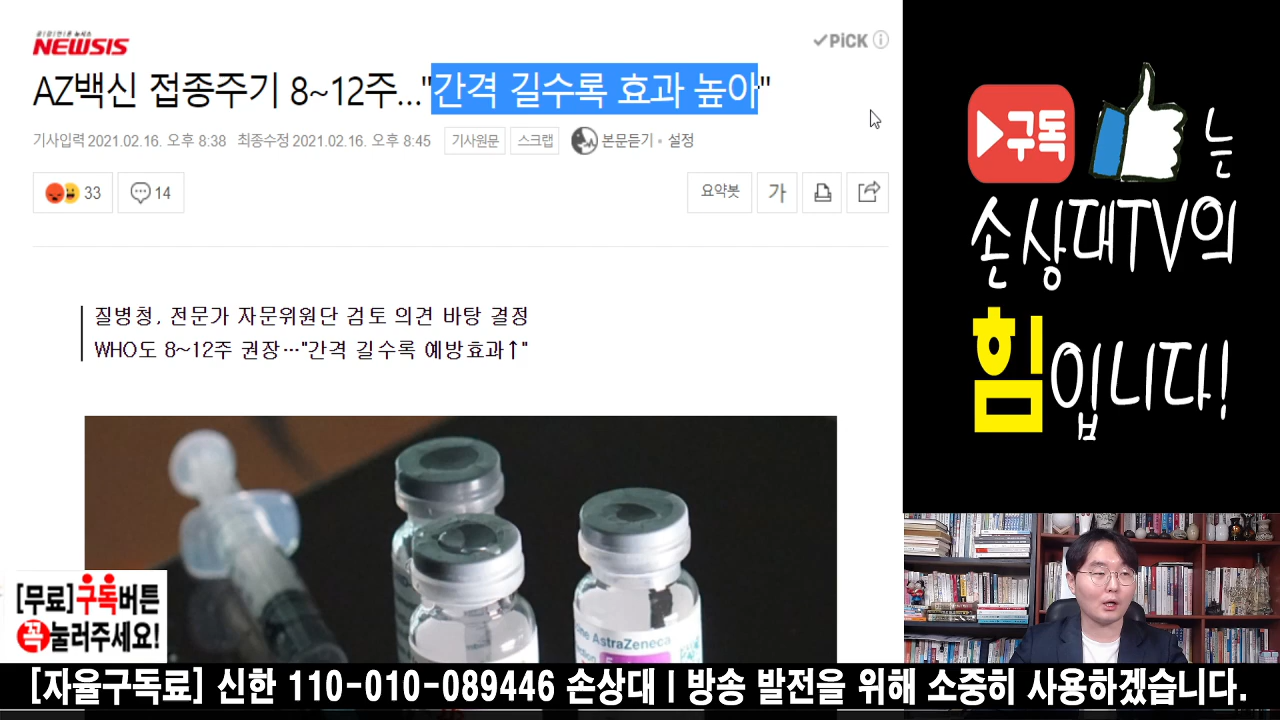 공감언론 뉴시스
NEWSIS
PiCK
AZ백신 접종주기 8~12주..."간격 길수록 효과 높아"
기사입력 2021.02.16. 오후 8:38 최종수정 2021.02.16. 오후 8:45 기사원문 스크랩 본문듣기 · 설정
33 14
요약봇 가
질병청, 전문가 자문위원단 검토 의견 바탕 결정
WHO도 8~12주 권장…"간격 길수록 예방효과↑"
AstraZeneca
[무료]구독버튼
꼭눌러주세요!
구독 는
손상대TV의
힘입니다!
[자율구독료] 신한 110-010-089446 손상대 | 방송 발전을 위해 소중히 사용하겠습니다.